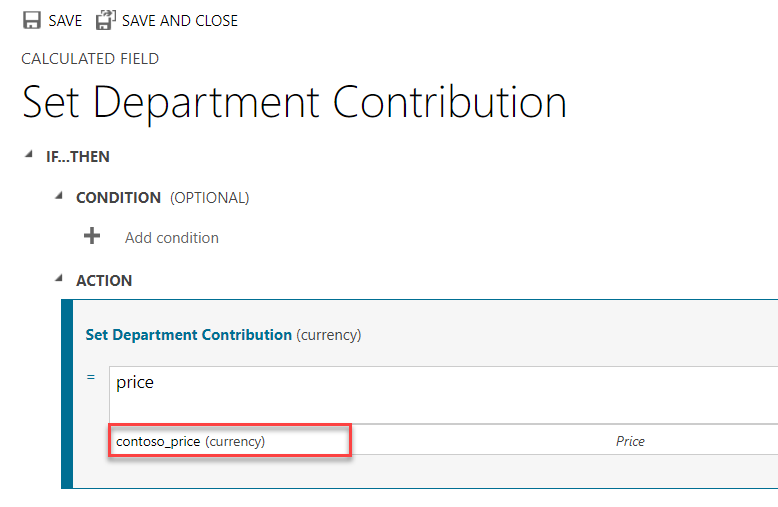 SAVE SAVE AND CLOSE
CALCULATED FIELD
Set Department Contribution
IF...THEN
CONDITION (OPTIONAL)
Add condition
ACTION
Set Department Contribution (currency)
= price
contoso_price (currency) Price